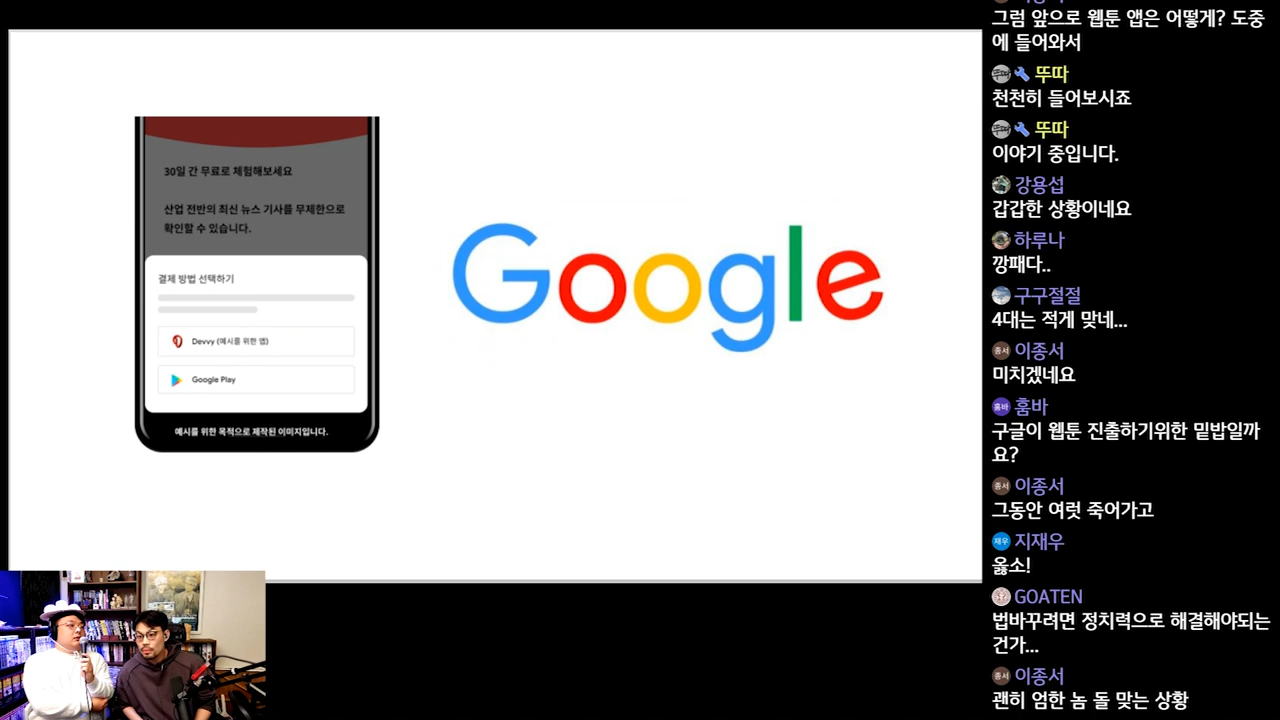 30일 간 무료로 체험해보세요
산업 전반의 최신 뉴스 기사를 무제한으로
확인할 수 있습니다.
결제 방법 선택하기
Devvy (예시를 위한 앱)
Google Play
예시를 위한 목적으로 제작된 이미지입니다.
Google
그럼 앞으로 웹툰 앱은 어떻게? 도중
에 들어와서
뚜따
천천히 들어보시죠
뚜따
이야기 중입니다.
강용섭
갑갑한 상황이네요
하루나
깡패다..
구구절절
4대는 적게 맞네...
종서 이종서
미치겠네요
훔바 훔바
구글이 웹툰 진출하기위한 밑밥일까
요?
종서 이종서
그동안 여럿 죽어가고
재우 지재우
옳소!
GOATEN
법바꾸려면 정치력으로 해결해야되는
건가...
종서 이종서
괜히 엄한 놈 돌 맞는 상황